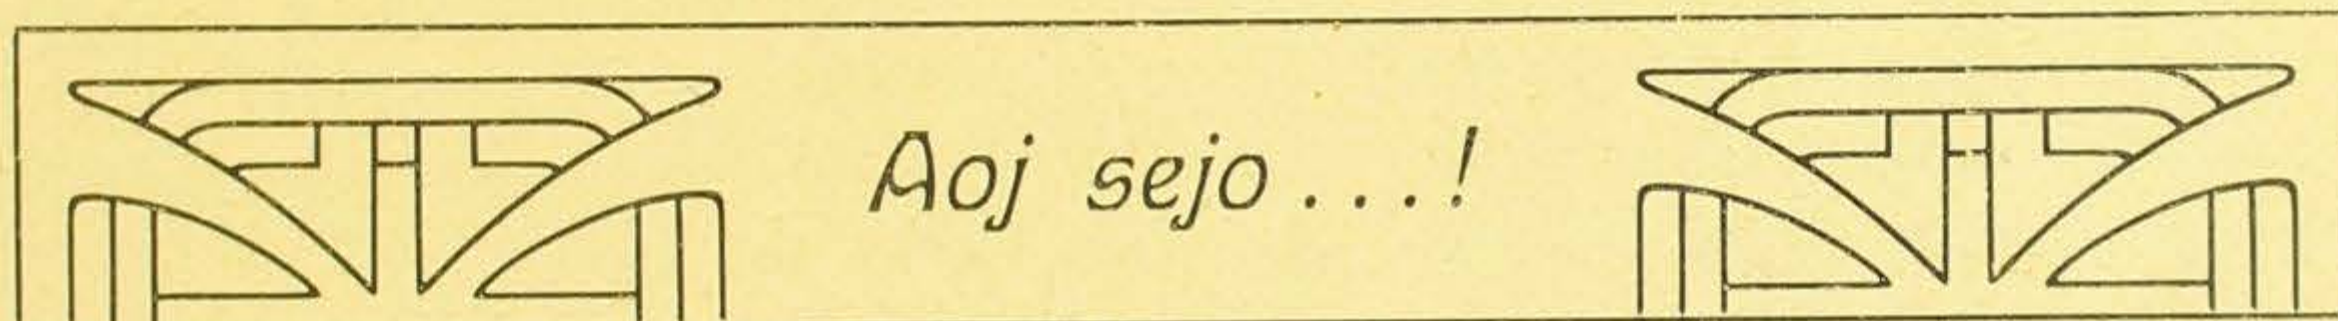 Aoj sejo . . . !